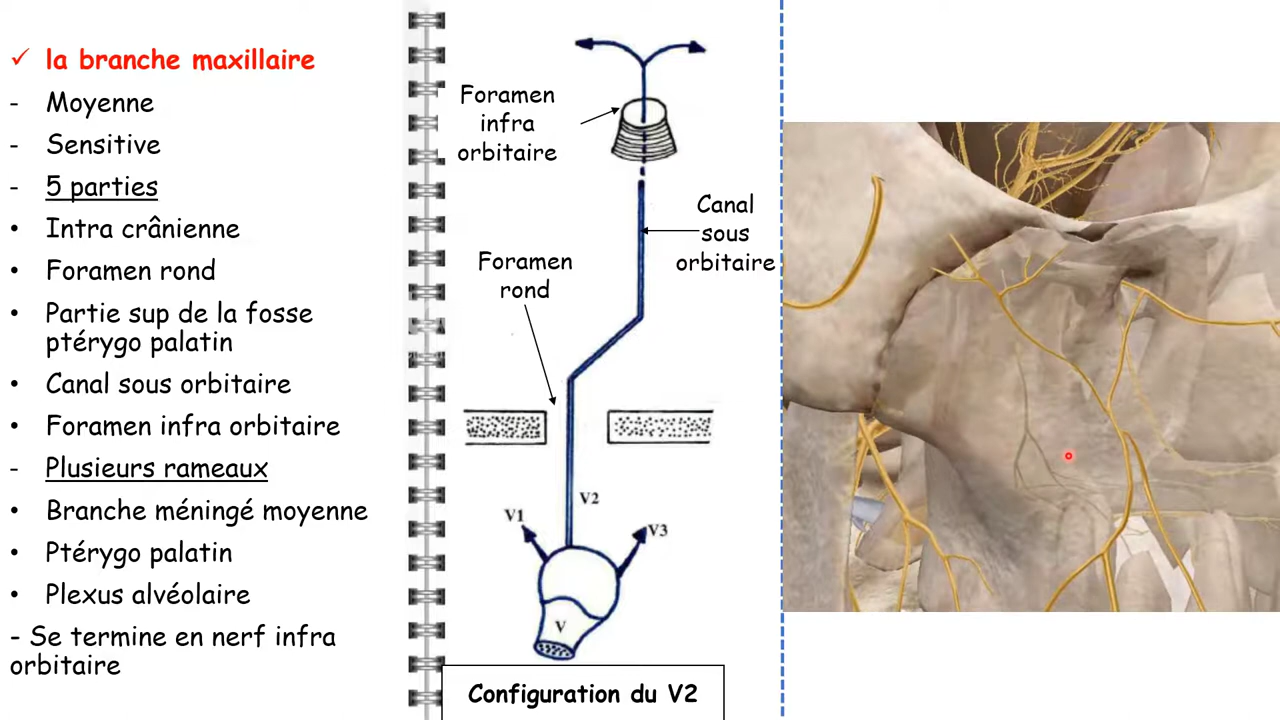 ✓ la branche maxillaire
- Moyenne
- Sensitive
- 5 parties
• Intra crânienne
• Foramen rond
• Partie sup de la fosse
ptérygo palatin
• Canal sous orbitaire
• Foramen infra orbitaire
- Plusieurs rameaux
• Branche méningé moyenne
• Ptérygo palatin
• Plexus alvéolaire
- Se termine en nerf infra
orbitaire
Foramen
infra
orbitaire
Canal
sous
orbitaire
Foramen
rond
V2
V1
V3
V
Configuration du V2